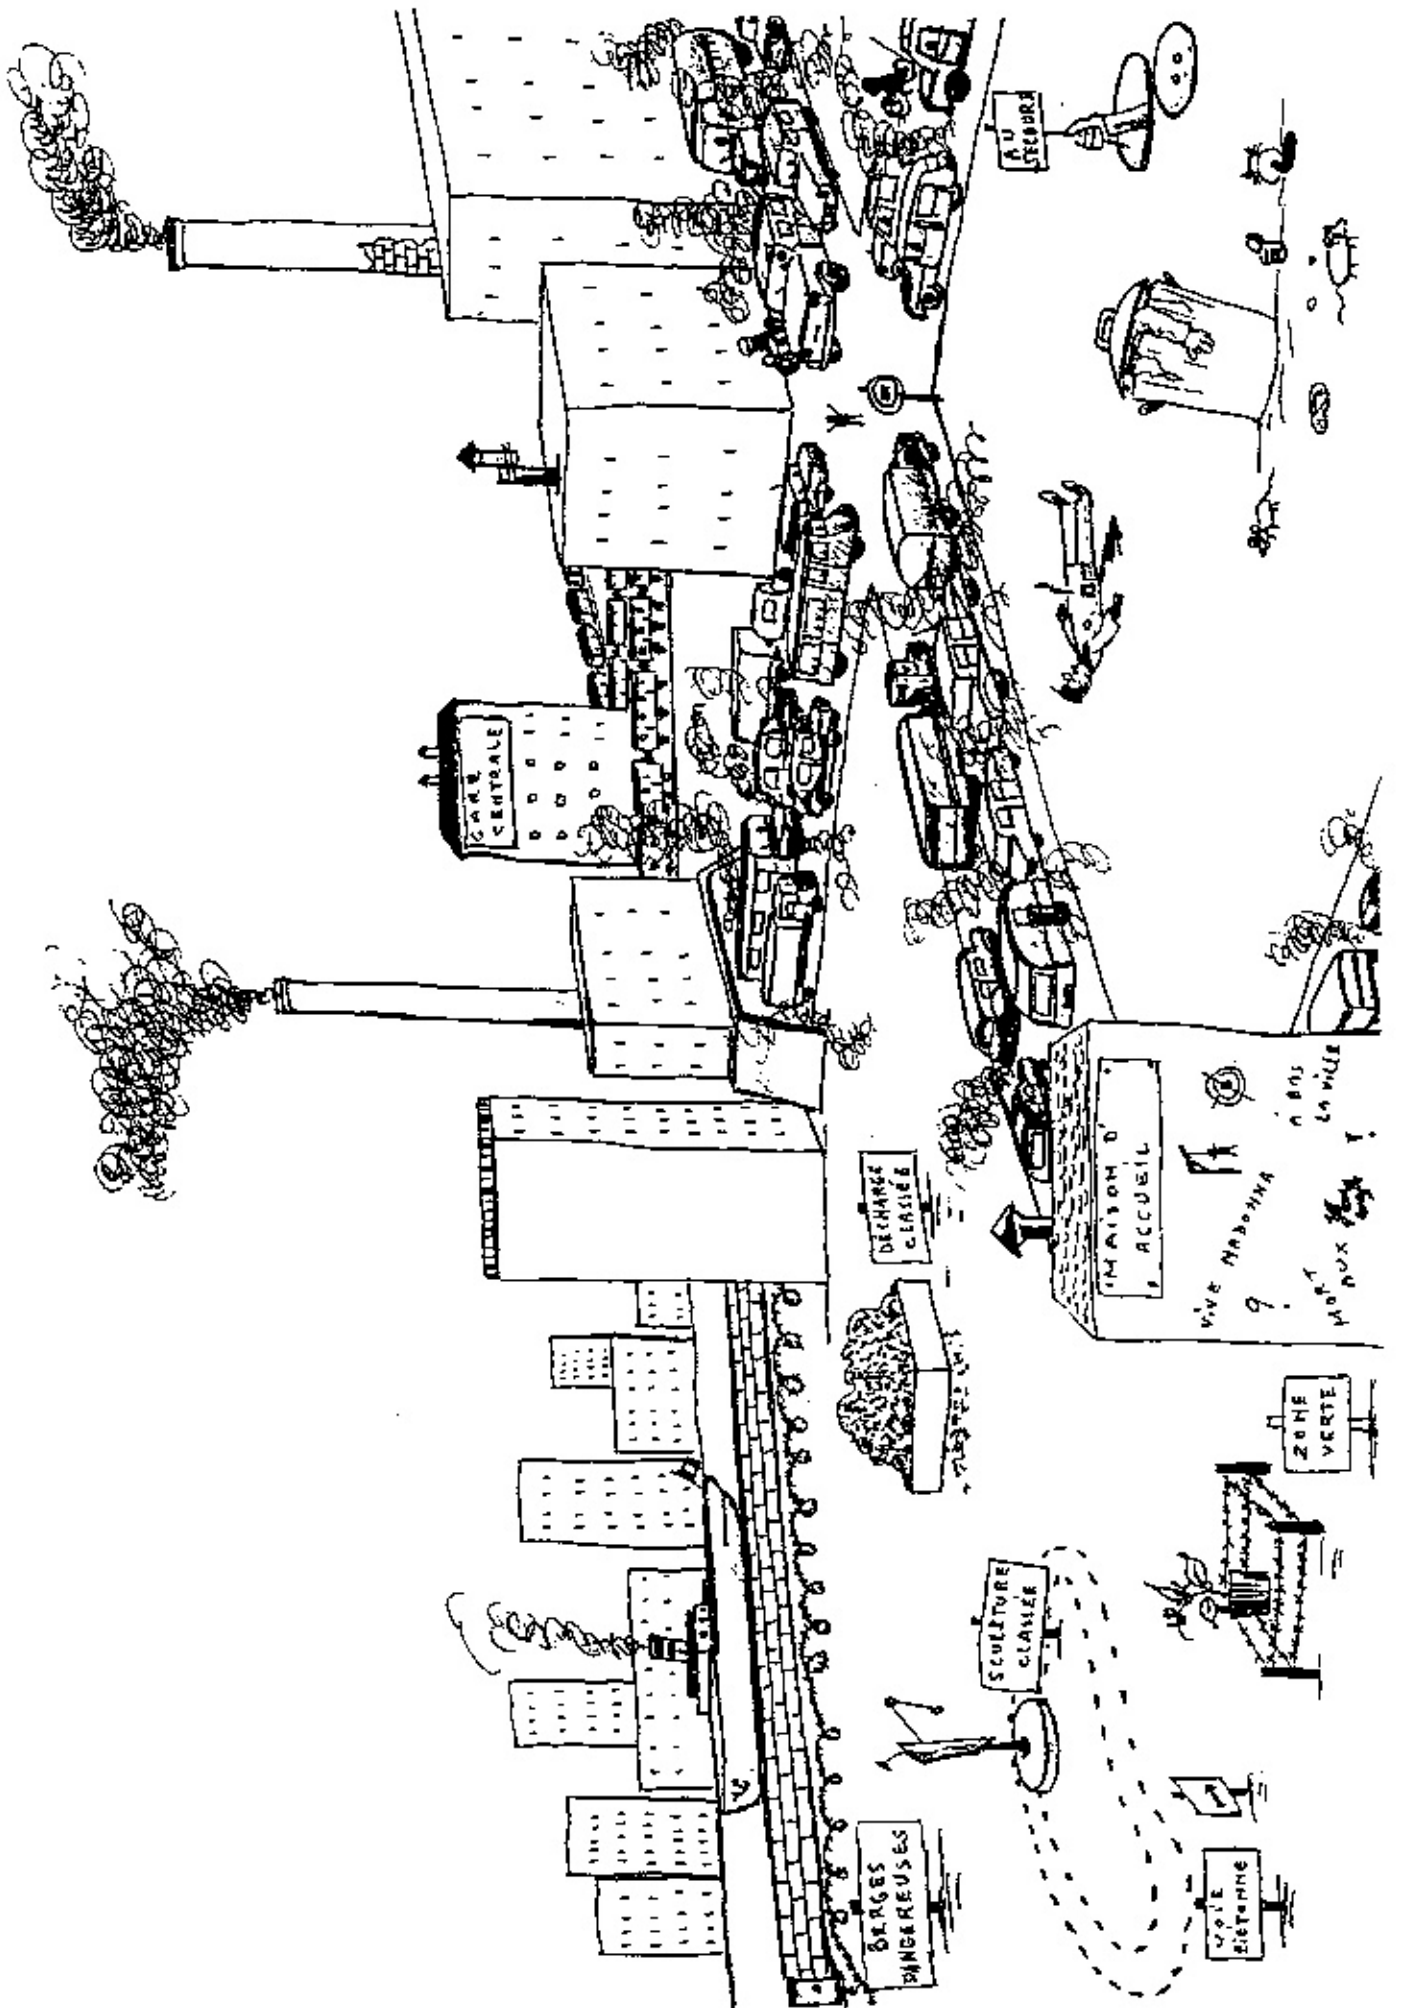 GARE
CENTRALE
AU
SECOURS
DÉCHARGE
CLASSÉE
BERGES
DANGEREUSES
SCULPTURE
CLASSÉE
MAISON D'
ACCUEIL
VIVE MADONNA
À BAS
LA VILLE
MORT
AUX
!
ZONE
VERTE
VOIE
PIÉTONNE